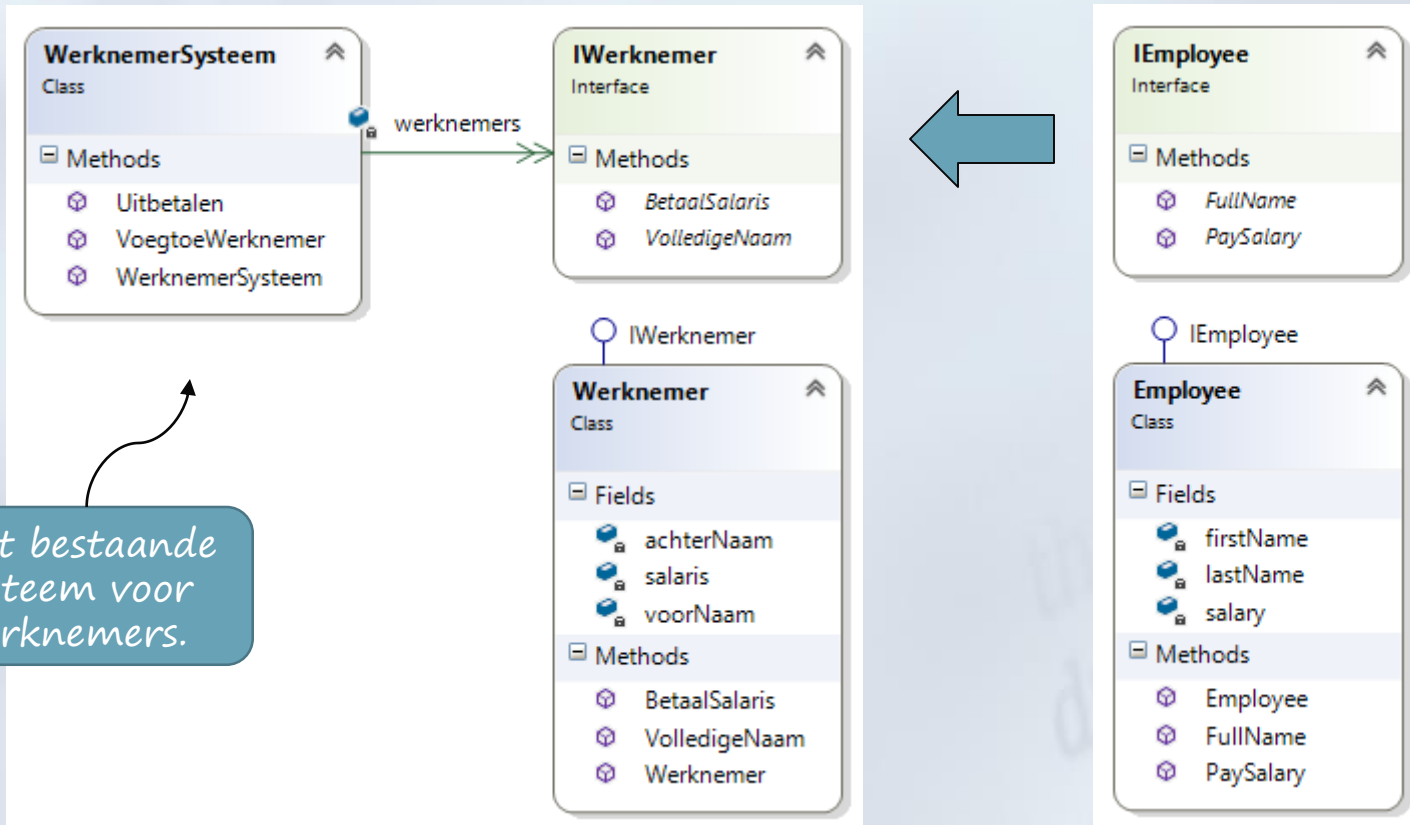 WerknemerSysteem
Class
Methods
Uitbetalen
VoegtoeWerknemer
WerknemerSysteem
werknemers
IWerknemer
Interface
Methods
BetaalSalaris
VolledigeNaam
IWerknemer
Werknemer
Class
Fields
achterNaam
salaris
voorNaam
Methods
BetaalSalaris
VolledigeNaam
Werknemer
IEmployee
Interface
Methods
FullName
PaySalary
IEmployee
Employee
Class
Fields
firstName
lastName
salary
Methods
Employee
FullName
PaySalary
t bestaande
teem voor
rknemers.